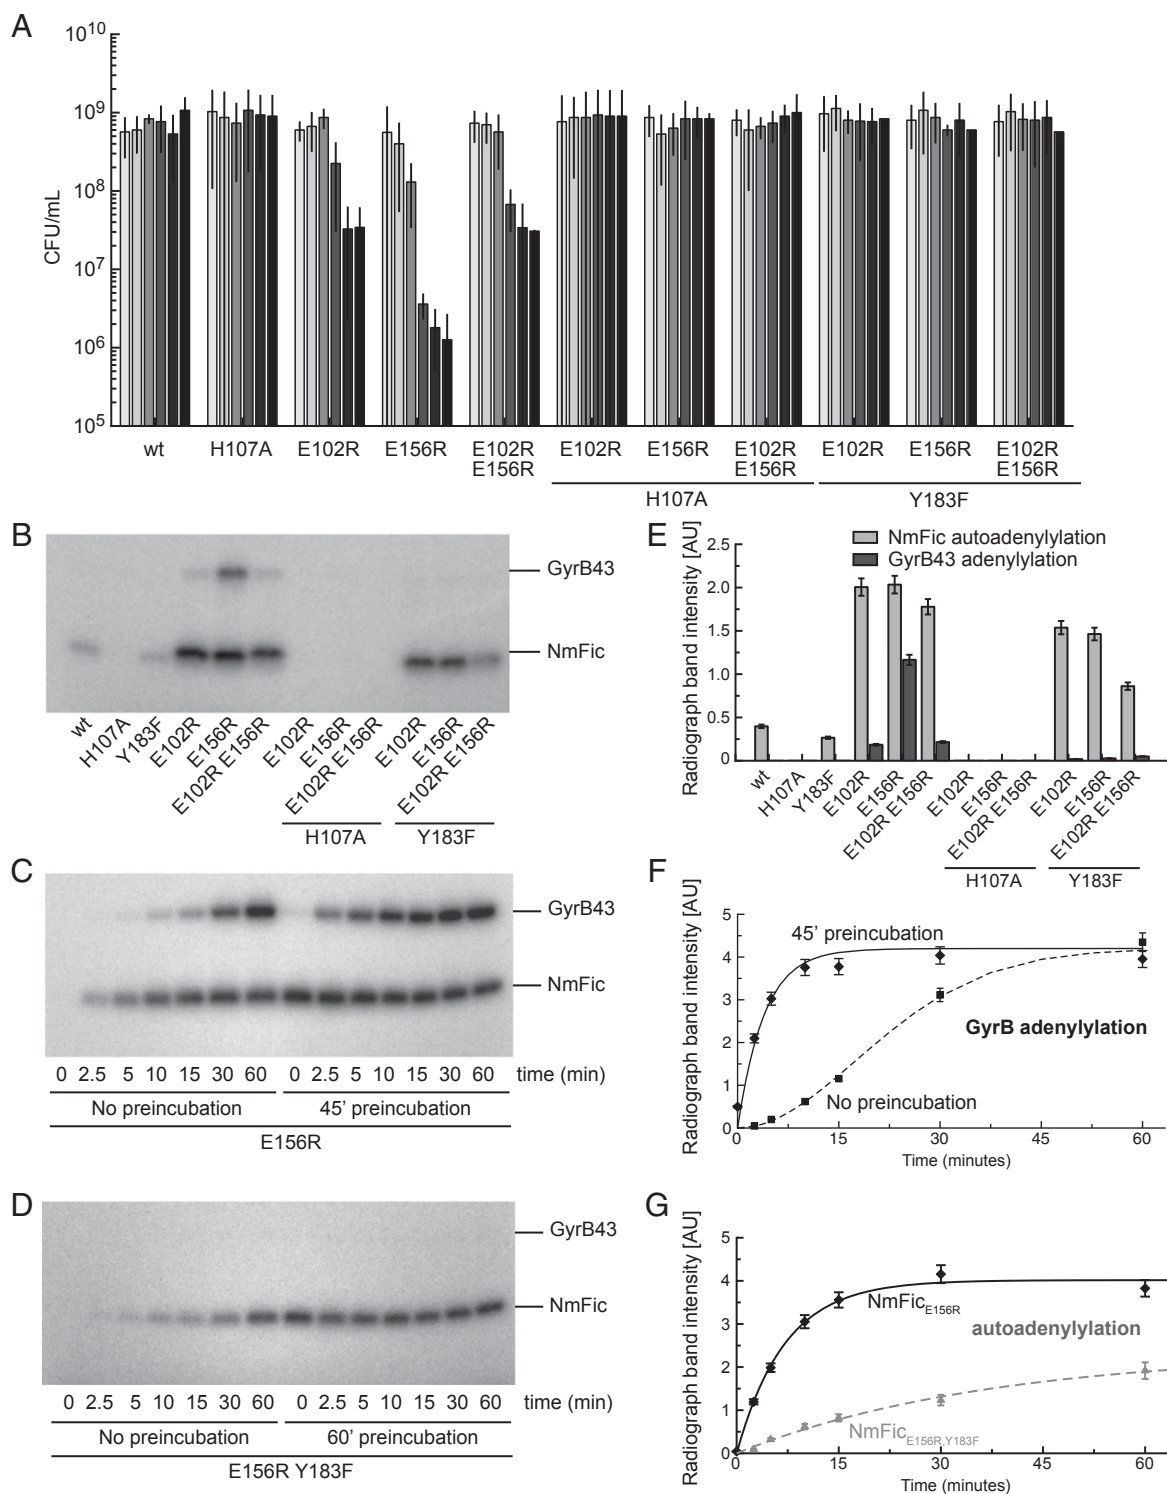 A
CFU/mL
10^10
10^9
10^8
10^7
10^6
10^5
wt
H107A
E102R
E156R
E102R
E156R
E102R
E156R
E102R
E156R
E102R
E156R
E102R
E156R
H107A
Y183F
B
GyrB43
NmFic
wt
H107A
Y183F
E102R
E156R
E102R E156R
E102R
E156R
E102R E156R
E102R
E156R
E102R E156R
H107A
Y183F
E
NmFic autoadenylylation
GyrB43 adenylylation
Radiograph band intensity [AU]
2.5
2.0
1.5
1.0
0.5
0
wt
H107A
Y183F
E102R
E156R
E102R E156R
E102R
E156R
E102R E156R
E102R
E156R
E102R E156R
H107A
Y183F
C
GyrB43
NmFic
0 2.5 5 10 15 30 60 0 2.5 5 10 15 30 60 time (min)
No preincubation 45' preincubation
E156R
F
Radiograph band intensity [AU]
5
4
3
2
1
0
45' preincubation
GyrB adenylylation
No preincubation
0 15 30 45 60
Time (minutes)
D
GyrB43
NmFic
0 2.5 5 10 15 30 60 0 2.5 5 10 15 30 60 time (min)
No preincubation 60' preincubation
E156R Y183F
G
Radiograph band intensity [AU]
5
4
3
2
1
0
NmFic E156R
autoadenylylation
NmFic E156R,Y183F
0 15 30 45 60
Time (minutes)